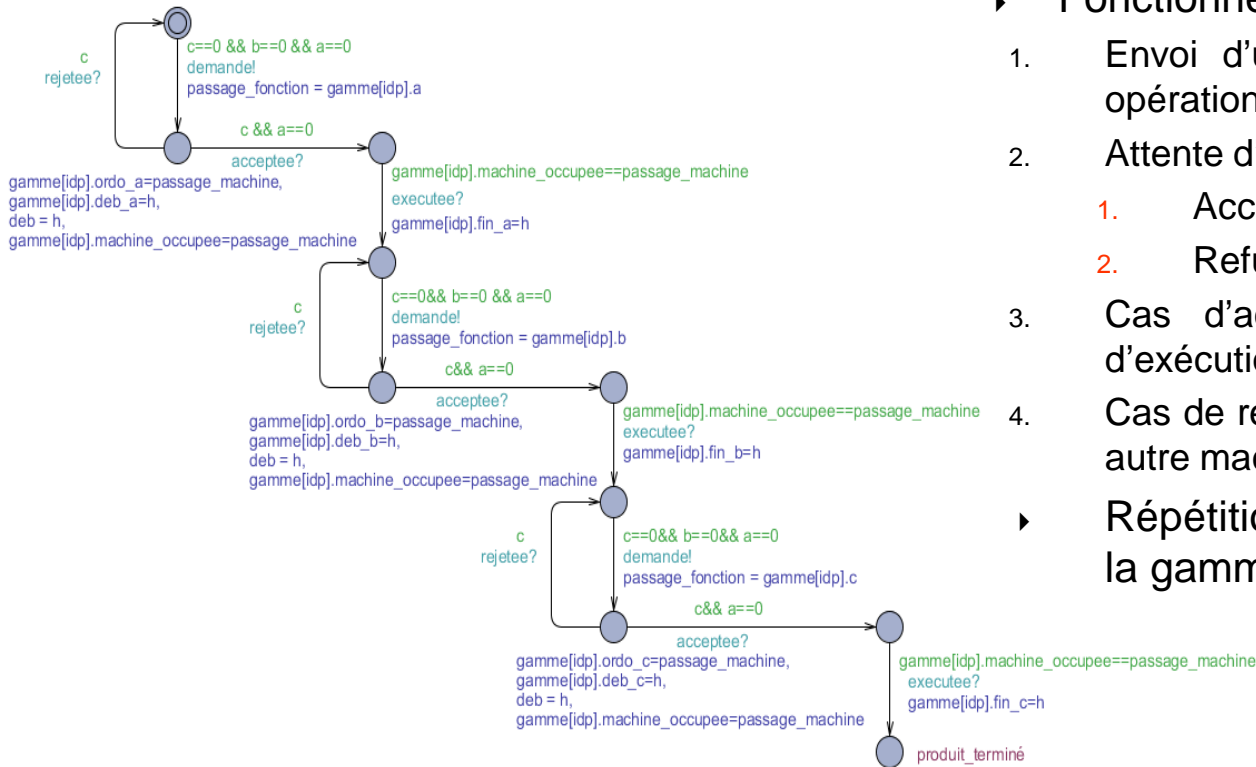 c==0 && b==0 && a==0
c
rejetee?
demande!
passage_fonction = gamme[idp].a
c && a==0
acceptee?
gamme[idp].ordo_a=passage_machine,
gamme[idp].deb_a=h,
deb = h,
gamme[idp].machine_occupee=passage_machine
gamme[idp].machine_occupee==passage_machine
executee?
gamme[idp].fin_a=h
c
rejetee?
c==0&& b==0 && a==0
demande!
passage_fonction = gamme[idp].b
c&& a==0
acceptee?
gamme[idp].ordo_b=passage_machine,
gamme[idp].deb_b=h,
deb = h,
gamme[idp].machine_occupee=passage_machine
gamme[idp].machine_occupee==passage_machine
executee?
gamme[idp].fin_b=h
c
rejetee?
c==0&& b==0&& a==0
demande!
passage_fonction = gamme[idp].c
c&& a==0
acceptee?
gamme[idp].ordo_c=passage_machine,
gamme[idp].deb_c=h,
deb = h,
gamme[idp].machine_occupee=passage_machine
gamme[idp].machine_occupee==passage_machine
executee?
gamme[idp].fin_c=h
produit_terminé
Fonctionne
1. Envoi d'u
opération
2. Attente d
1. Acc
2. Refu
3. Cas d'a
d'exécutio
4. Cas de re
autre mac
Répétitio
la gamm